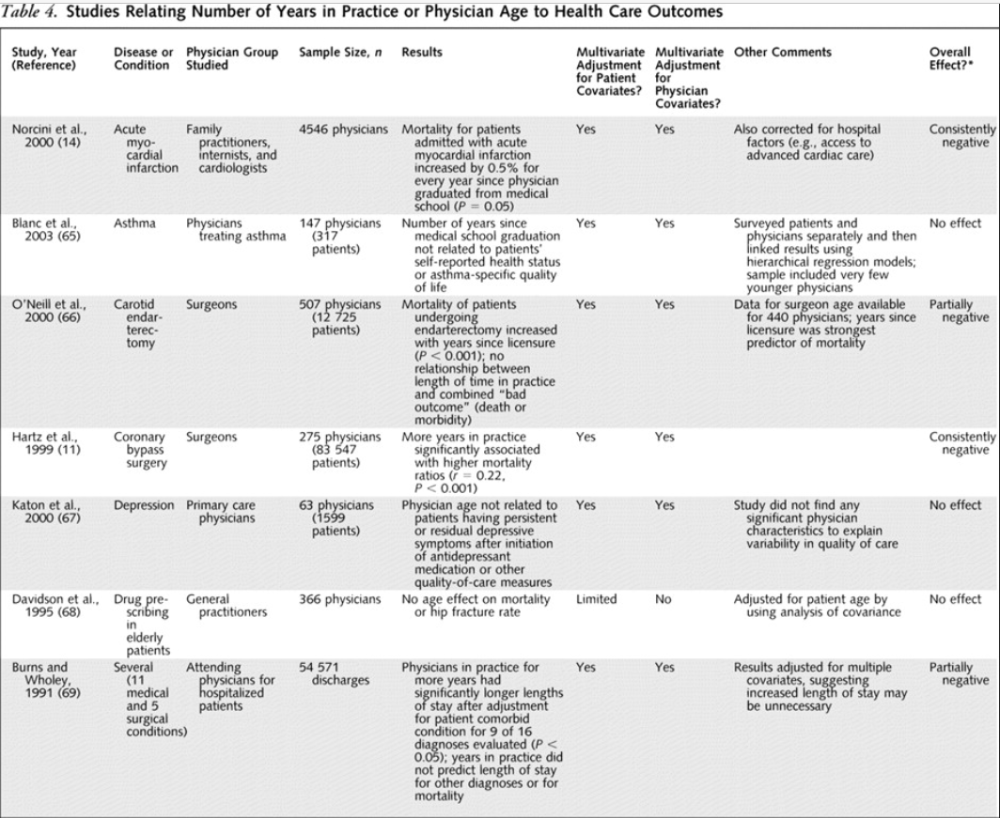 Table 4. Studies Relating Number of Years in Practice or Physician Age to Health Care Outcomes
Study, Year
(Reference)
Disease or
Condition
Physician Group
Studied
Sample Size, n
Results
Multivariate
Adjustment
for Patient
Covariates?
Multivariate
Adjustment
for
Physician
Covariates?
Other Comments
Overall
Effect?*
Norcini et al.,
2000 (14)
Acute
myo-
cardial
infarction
Family
practitioners,
internists, and
cardiologists
4546 physicians
Mortality for patients
admitted with acute
myocardial infarction
increased by 0.5% for
every year since physician
graduated from medical
school (P = 0.05)
Yes
Yes
Also corrected for hospital
factors (e.g., access to
advanced cardiac care)
Consistently
negative
Blanc et al.,
2003 (65)
Asthma
Physicians
treating asthma
147 physicians
(317
patients)
Number of years since
medical school graduation
not related to patients'
self-reported health status
or asthma-specific quality
of life
Yes
Yes
Surveyed patients and
physicians separately and then
linked results using
hierarchical regression models;
sample included very few
younger physicians
No effect
O'Neill et al.,
2000 (66)
Carotid
endar-
terec-
tomy
Surgeons
507 physicians
(12 725
patients)
Mortality of patients
undergoing
endarterectomy increased
with years since licensure
(P < 0.001); no
relationship between
length of time in practice
and combined "bad
outcome" (death or
morbidity)
Yes
Yes
Data for surgeon age available
for 440 physicians; years since
licensure was strongest
predictor of mortality
Partially
negative
Hartz et al.,
1999 (11)
Coronary
bypass
surgery
Surgeons
275 physicians
(83 547
patients)
More years in practice
significantly associated
with higher mortality
ratios (r = 0.22,
P < 0.001)
Yes
Yes
Consistently
negative
Katon et al.,
2000 (67)
Depression
Primary care
physicians
63 physicians
(1599
patients)
Physician age not related to
patients having persistent
or residual depressive
symptoms after initiation
of antidepressant
medication or other
quality-of-care measures
Yes
Yes
Study did not find any
significant physician
characteristics to explain
variability in quality of care
No effect
Davidson et al.,
1995 (68)
Drug pre-
scribing
in
elderly
patients
General
practitioners
366 physicians
No age effect on mortality
or hip fracture rate
Limited
No
Adjusted for patient age by
using analysis of covariance
No effect
Burns and
Wholey,
1991 (69)
Several
(11
medical
and 5
surgical
conditions)
Attending
physicians for
hospitalized
patients
54 571
discharges
Physicians in practice for
more years had
significantly longer lengths
of stay after adjustment
for patient comorbid
condition for 9 of 16
diagnoses evaluated (P <
0.05); years in practice did
not predict length of stay
for other diagnoses or for
mortality
Yes
Yes
Results adjusted for multiple
covariates, suggesting
increased length of stay may
be unnecessary
Partially
negative